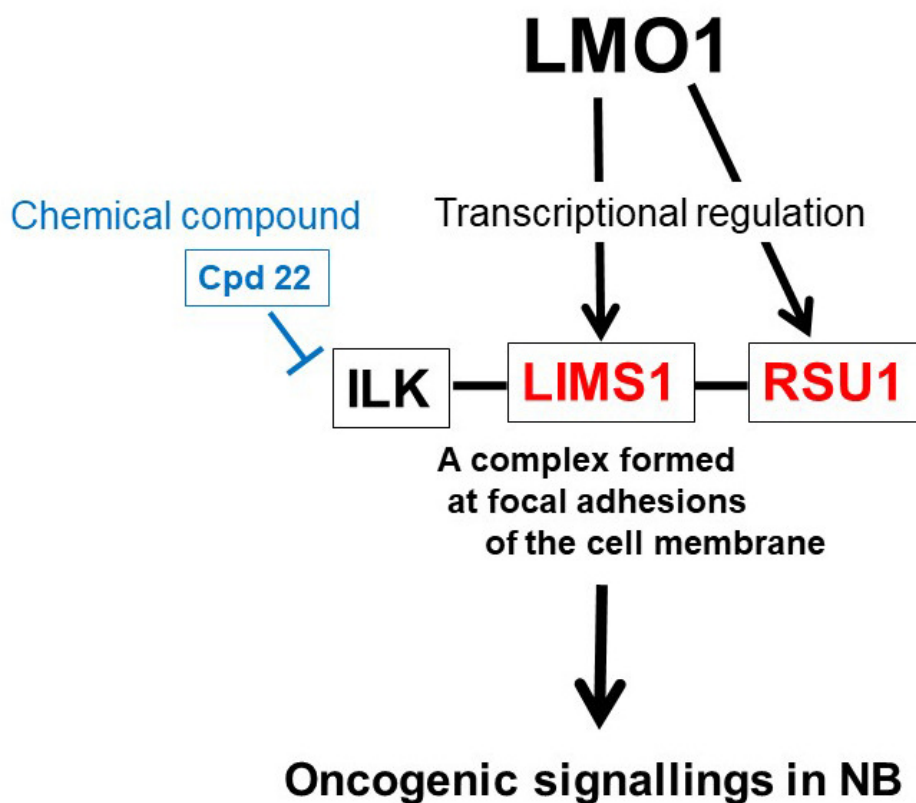 LMO1
Chemical compound
Transcriptional regulation
Cpd 22
ILK
LIMS1
RSU1
A complex formed
at focal adhesions
of the cell membrane
Oncogenic signallings in NB